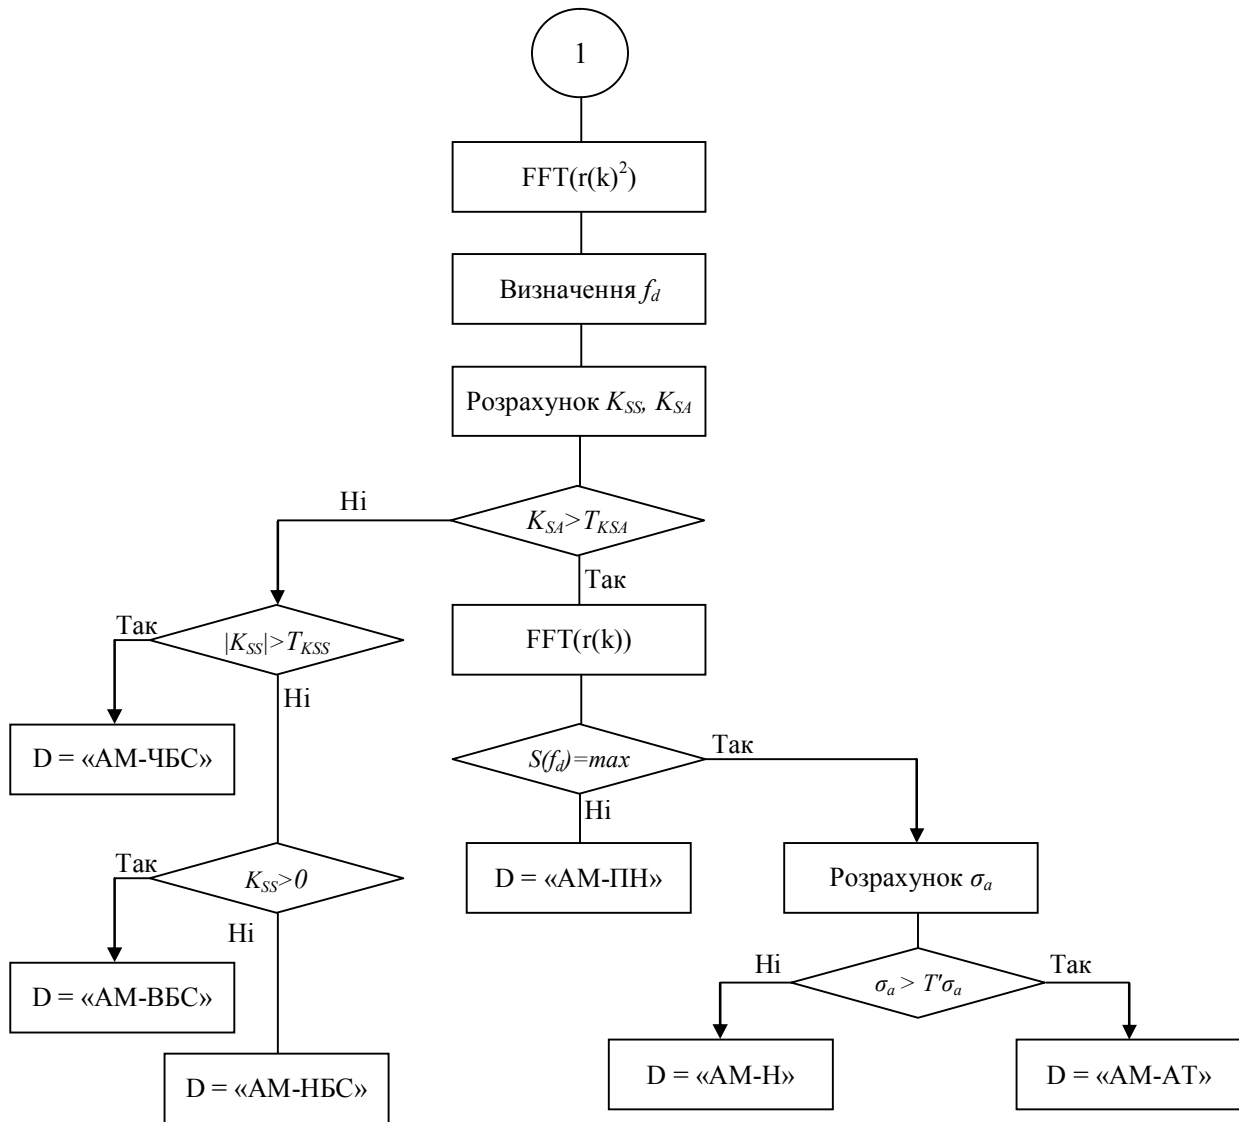 1
FFT(r(k)²)
Визначення f_d
Розрахунок K_SS, K_SA
K_SA>T_KSA
Ні
Так
|K_SS|>T_KSS
Так
Ні
FFT(r(k))
D = «АМ-ЧБС»
S(f_d)=max
Так
Ні
K_SS>0
Так
Ні
D = «АМ-ПН»
Розрахунок σ_a
D = «АМ-ВБС»
σ_a > T'σ_a
Ні
Так
D = «АМ-НБС»
D = «АМ-Н»
D = «АМ-АТ»